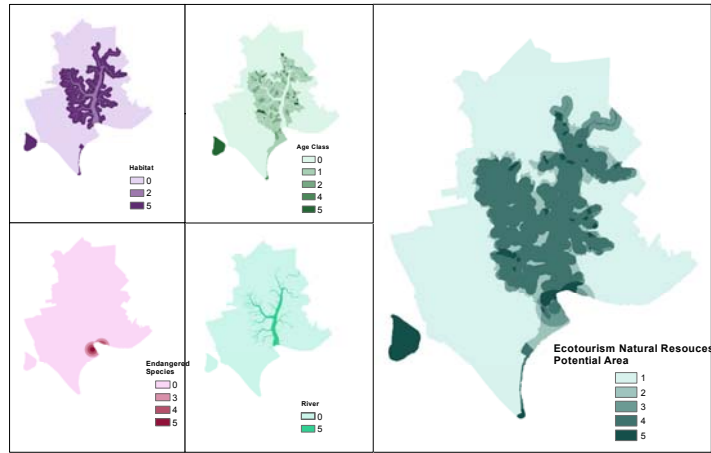 Habitat
0
2
5
Age Class
0
1
2
4
5
Endangered
Species
0
3
4
5
River
0
5
Ecotourism Natural Resouces
Potential Area
1
2
3
4
5